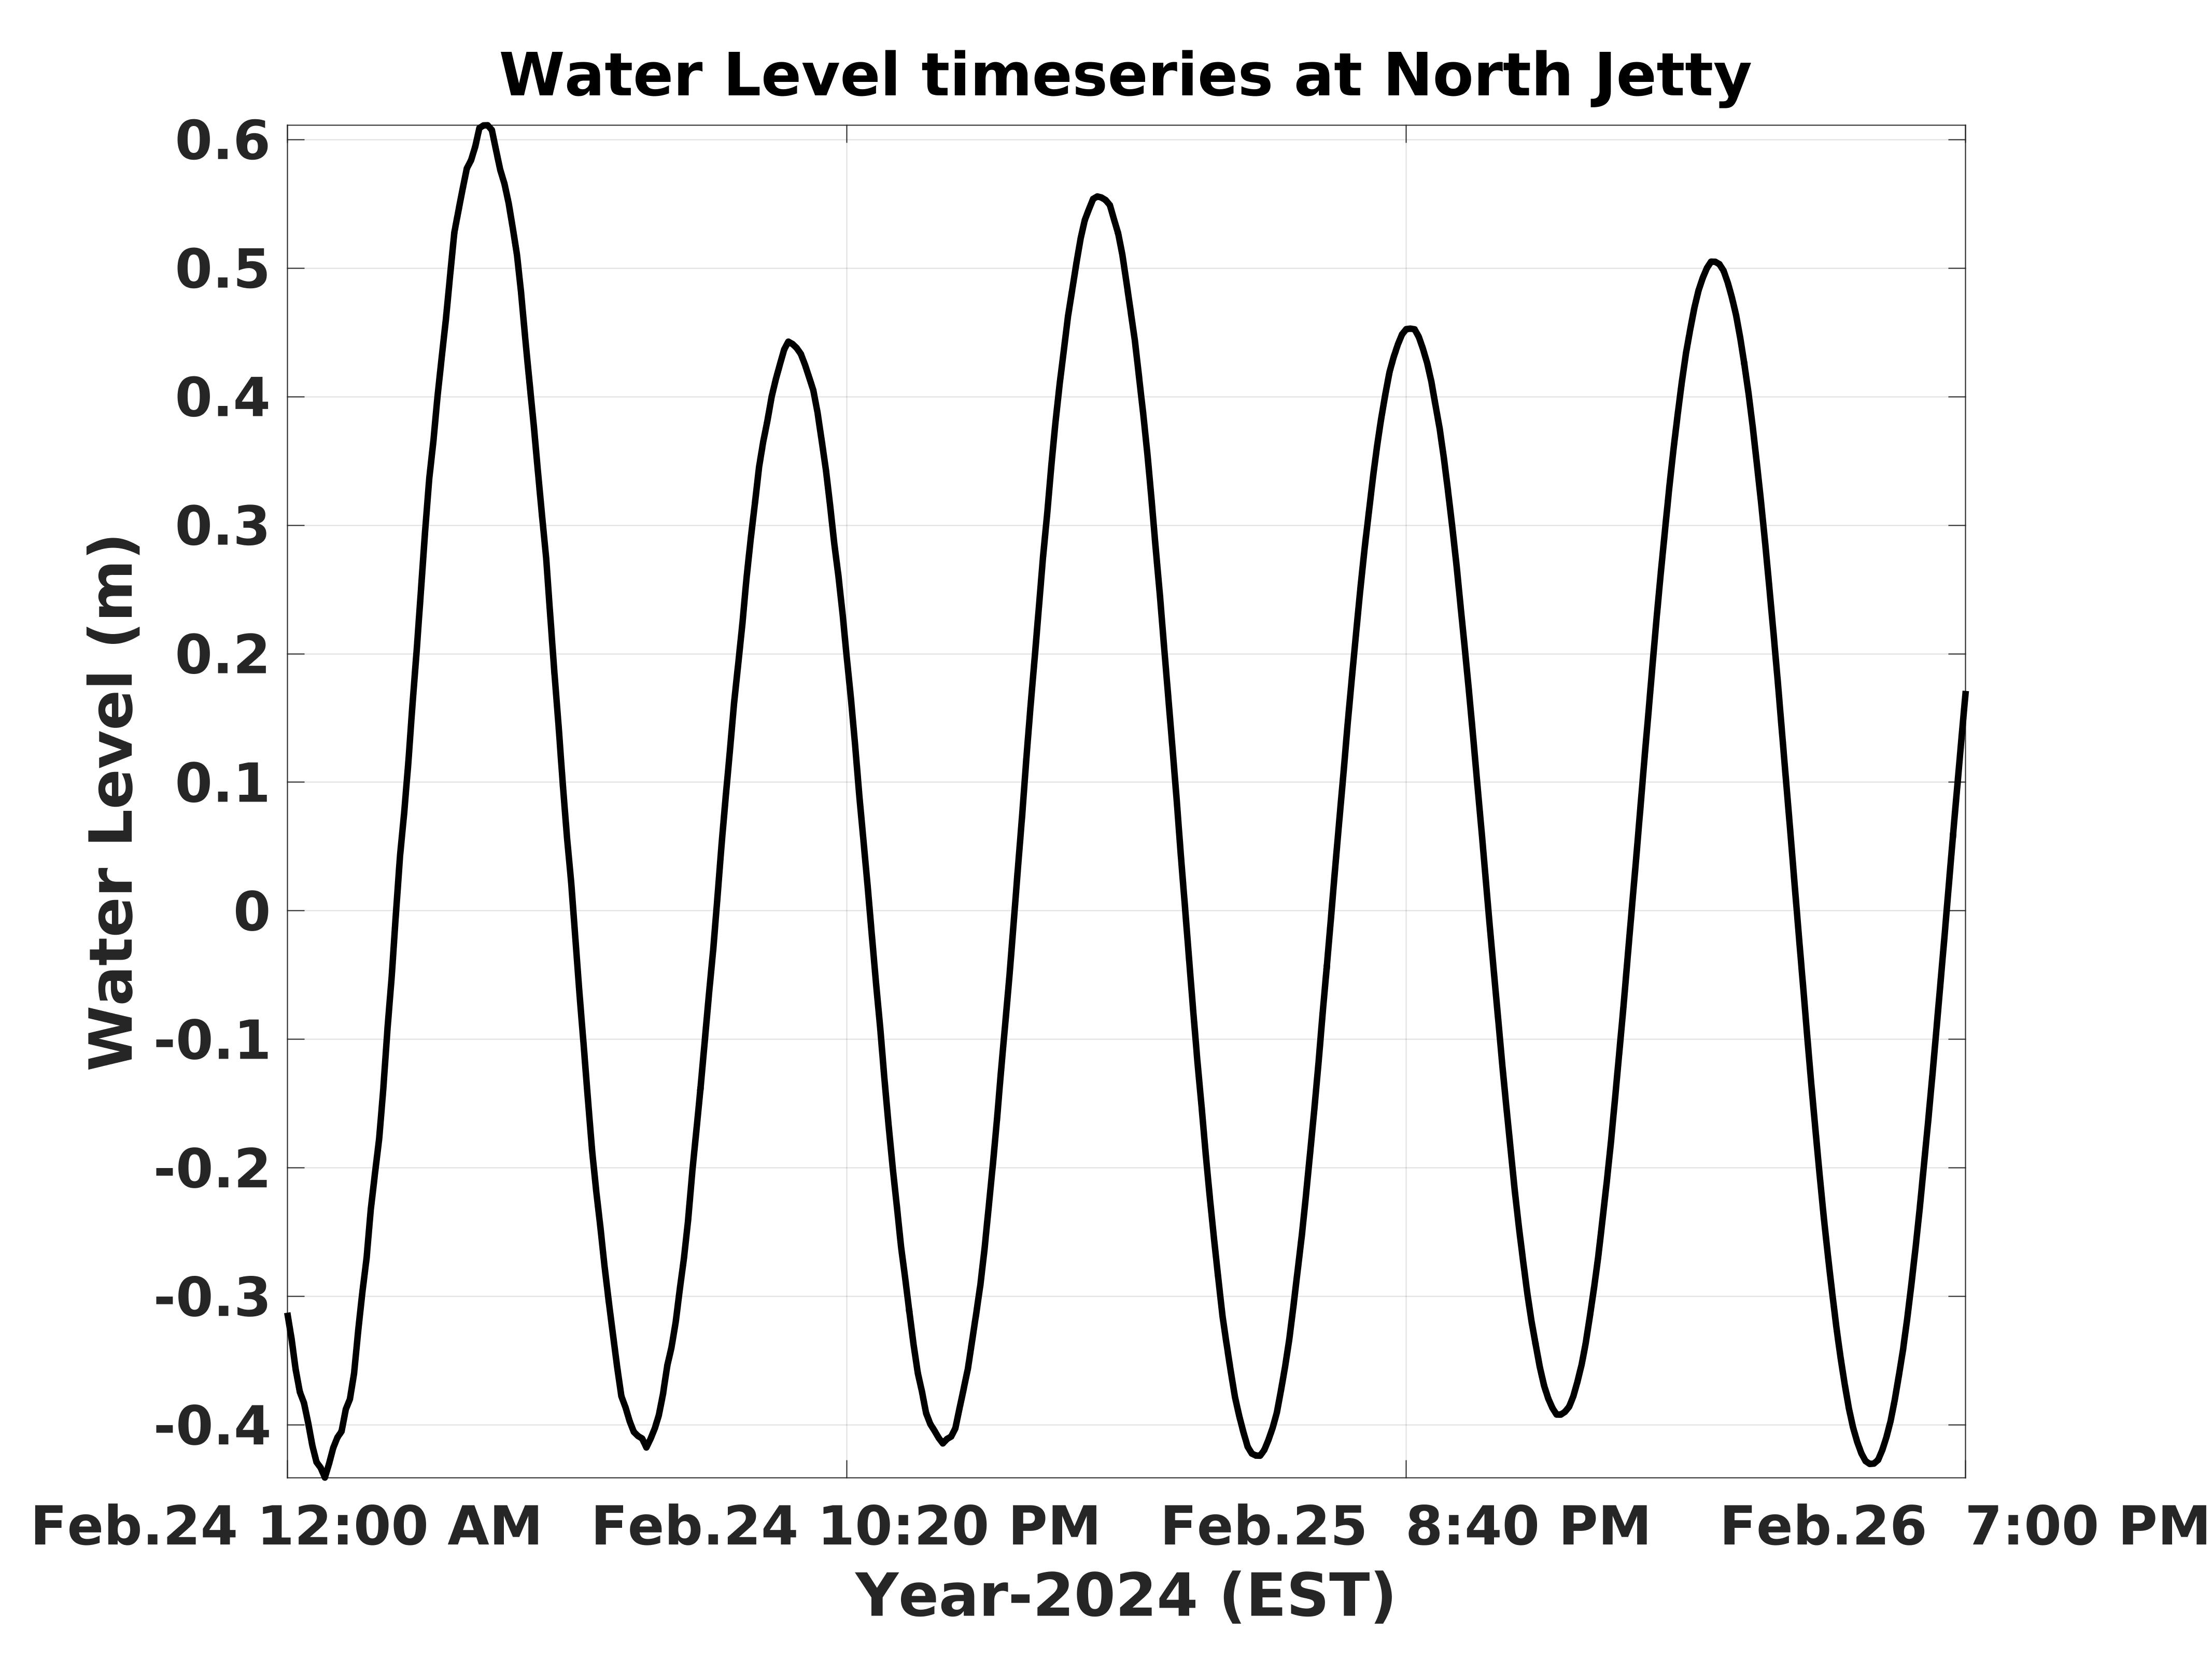 Water Level timeseries at North Jetty
0.6
0.5
0.4
0.3
0.2
0.1
0
-0.1
-0.2
-0.3
-0.4
Water Level (m)
Feb.24 12:00 AM Feb.24 10:20 PM Feb.25 8:40 PM Feb.26 7:00 PM
Year-2024 (EST)